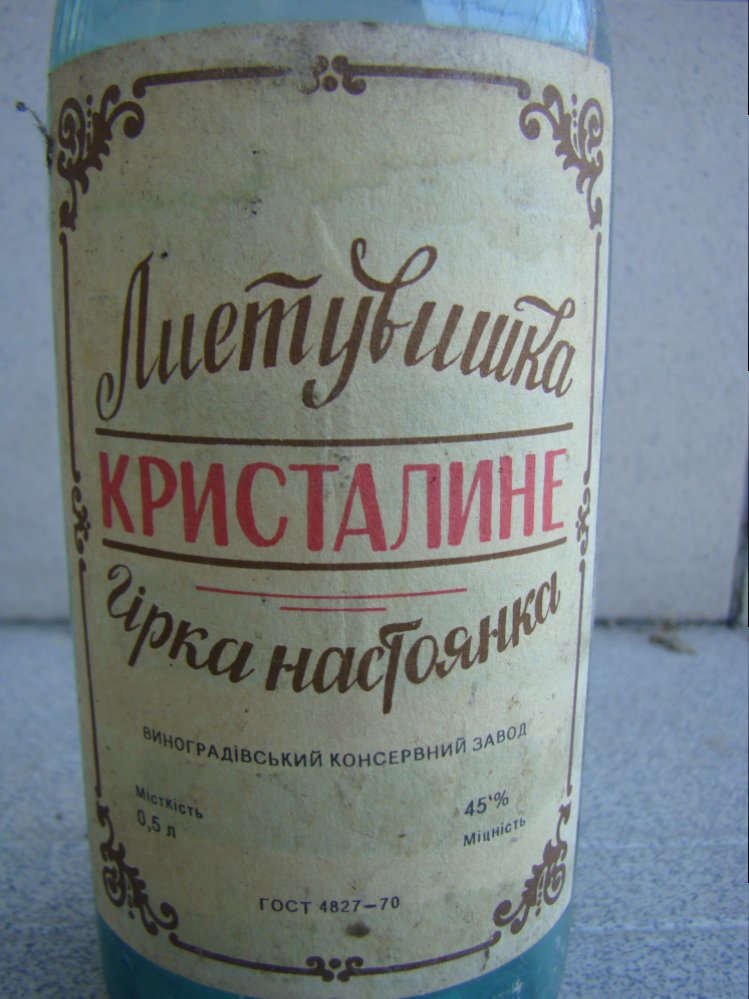 Лиетувишка
КРИСТАЛИНЕ
гірка настоянка
ВИНОГРАДІВСЬКИЙ КОНСЕРВНИЙ ЗАВОД
Місткість
0,5 л
45%
Міцність
ГОСТ 4827-70